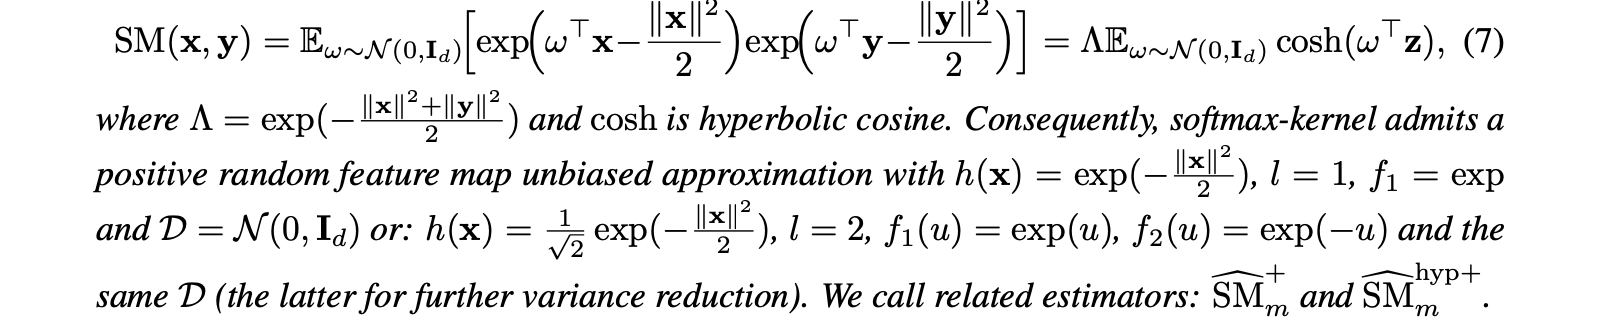 SM(x, y) = 𝔼_{ω∼𝒩(0,I_d)}[exp(ω^⊤x−‖x‖²/2)exp(ω^⊤y−‖y‖²/2)] = Λ𝔼_{ω∼𝒩(0,I_d)} cosh(ω^⊤z), (7)
where Λ = exp(−(‖x‖²+‖y‖²)/2) and cosh is hyperbolic cosine. Consequently, softmax-kernel admits a
positive random feature map unbiased approximation with h(x) = exp(−‖x‖²/2), l = 1, f₁ = exp
and 𝒟 = 𝒩(0, I_d) or: h(x) = 1/√2 exp(−‖x‖²/2), l = 2, f₁(u) = exp(u), f₂(u) = exp(−u) and the
same 𝒟 (the latter for further variance reduction). We call related estimators: \widehat{SM}_m^+ and \widehat{SM}_m^{hyp+}.